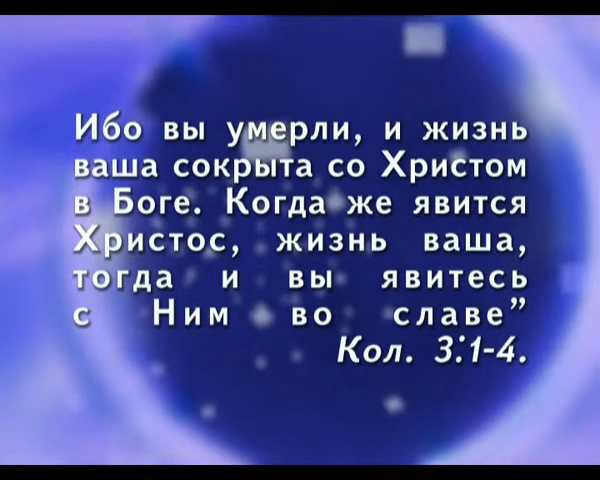 Ибо вы умерли, и жизнь
ваша сокрыта со Христом
в Боге. Когда же явится
Христос, жизнь ваша,
тогда и вы явитесь
с Ним во славе”
Кол. 3:1-4.